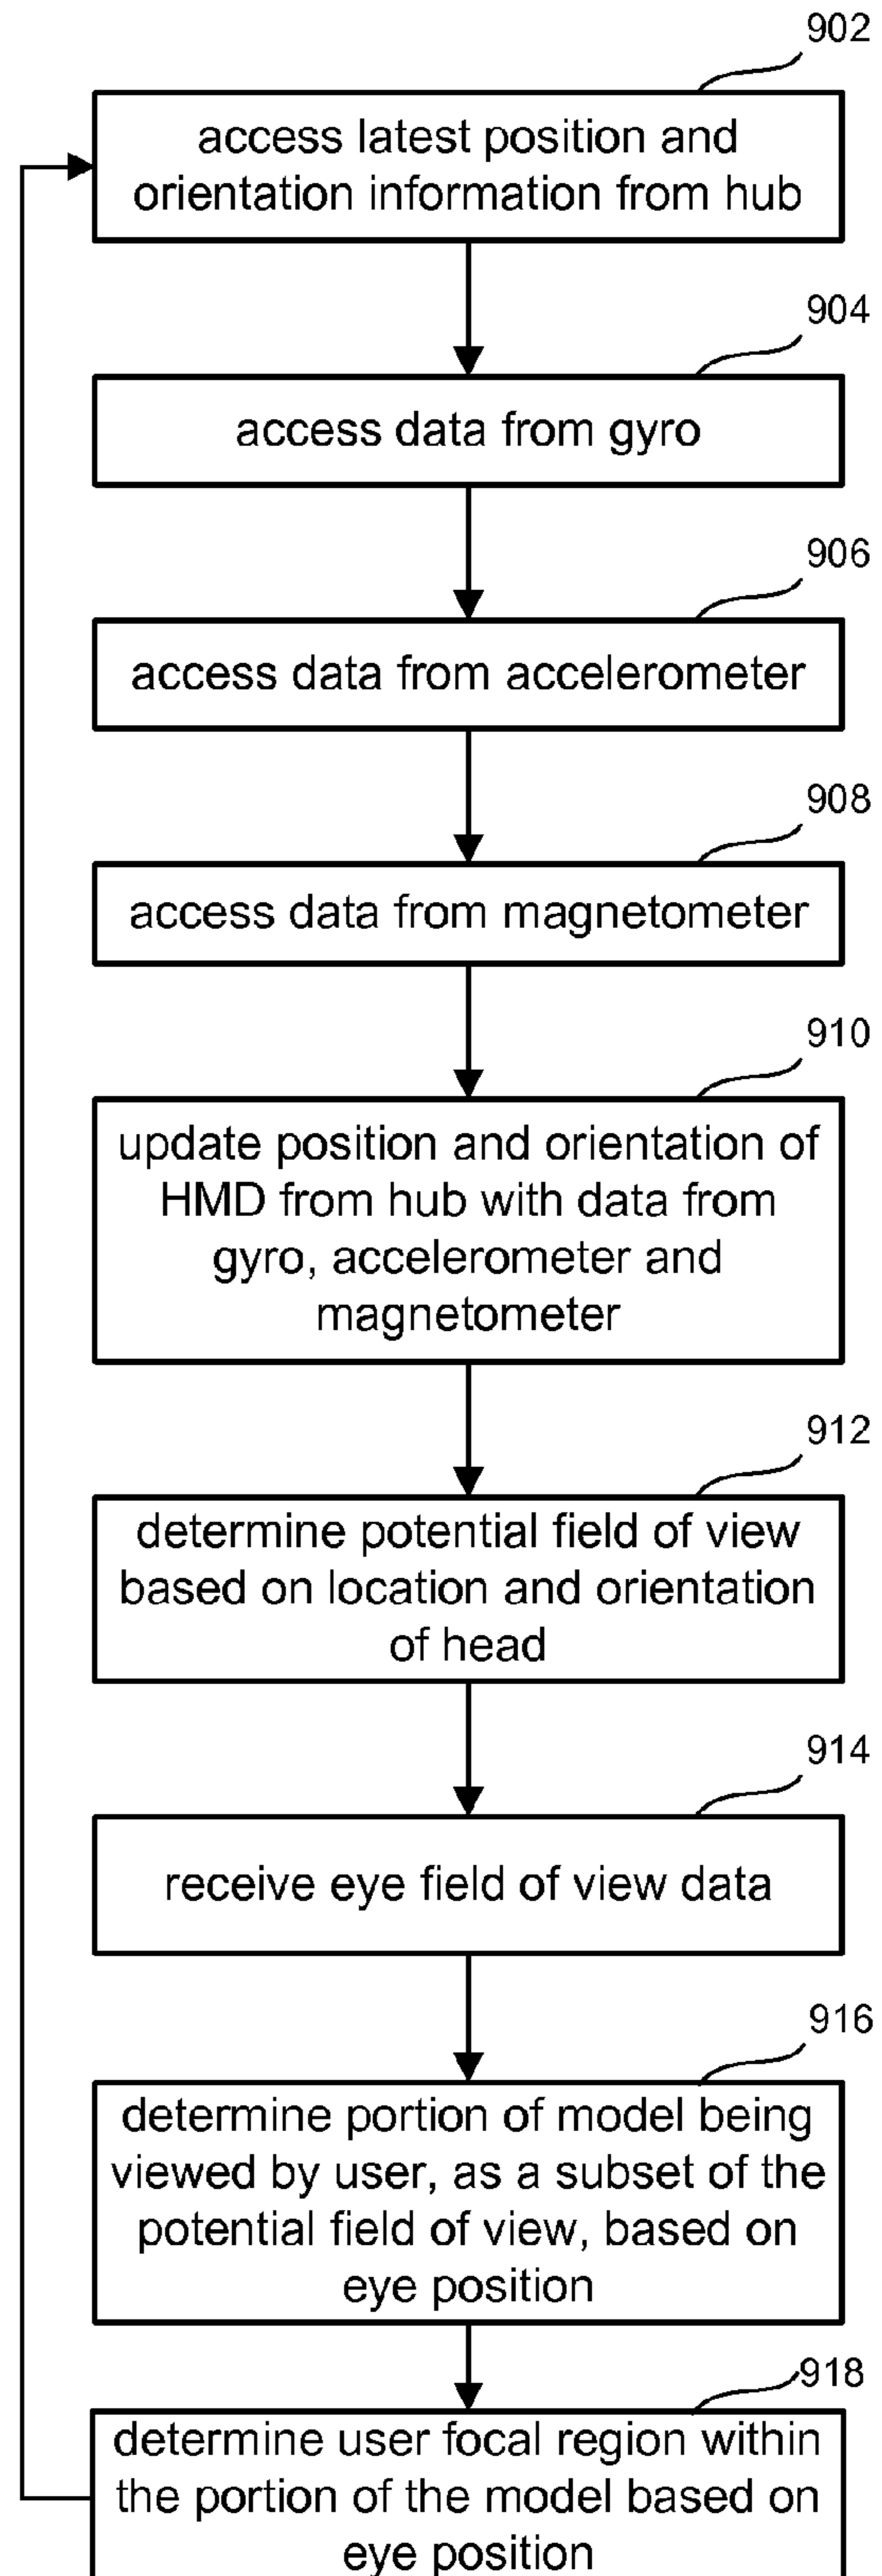 902
access latest position and
orientation information from hub
904
access data from gyro
906
access data from accelerometer
908
access data from magnetometer
910
update position and orientation of
HMD from hub with data from
gyro, accelerometer and
magnetometer
912
determine potential field of view
based on location and orientation
of head
914
receive eye field of view data
916
determine portion of model being
viewed by user, as a subset of the
potential field of view, based on
eye position
918
determine user focal region within
the portion of the model based on
eye position